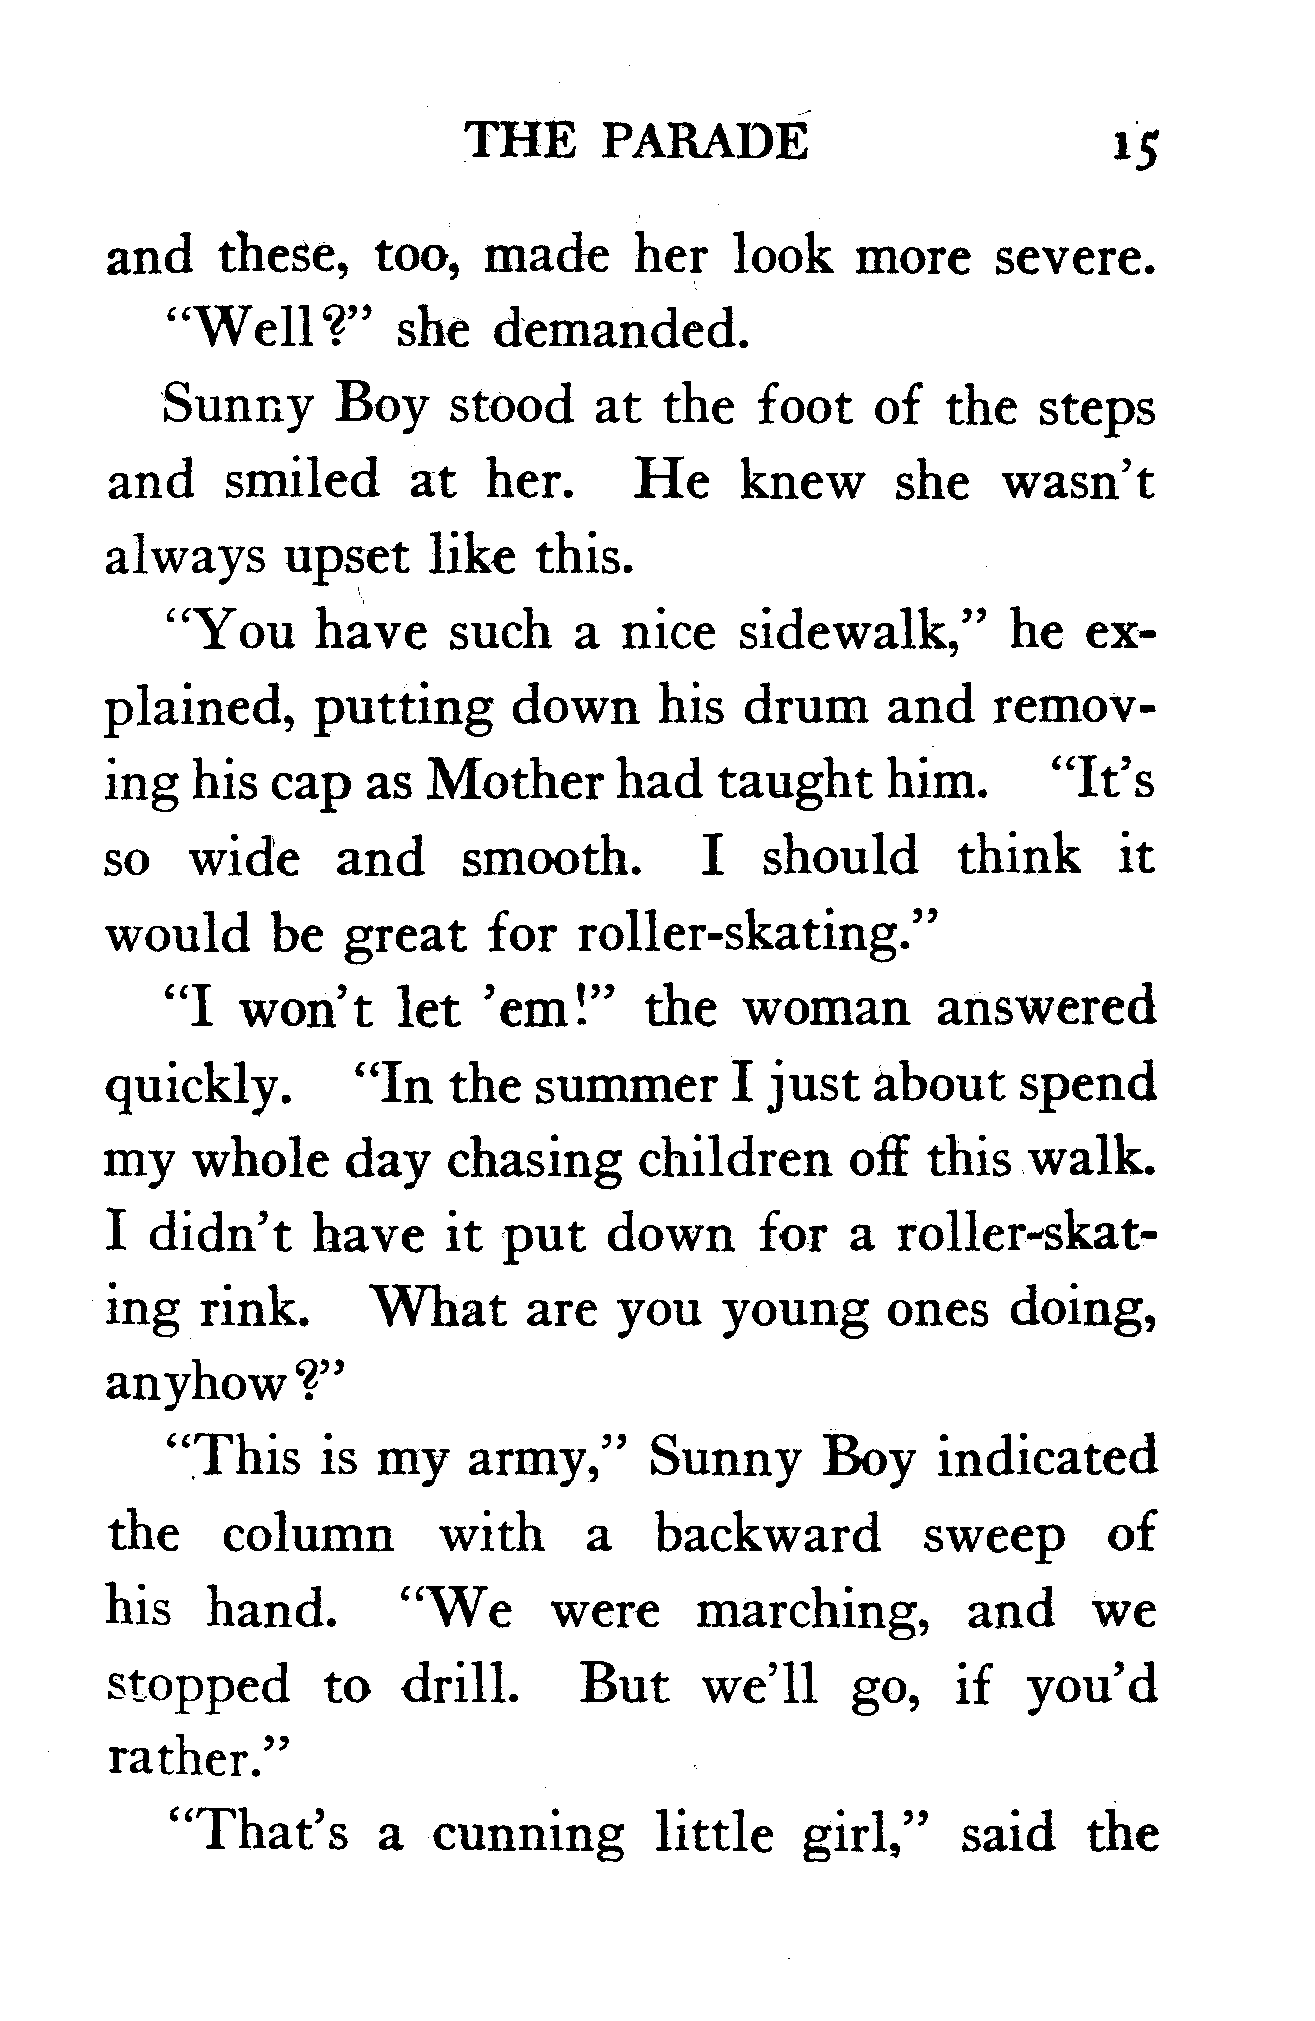 THE PARADE 15
and these, too, made her look more severe.
“Well?” she demanded.
Sunny Boy stood at the foot of the steps
and smiled at her. He knew she wasn’t
always upset like this.
“You have such a nice sidewalk,” he ex-
plained, putting down his drum and remov-
ing his cap as Mother had taught him. “It’s
so wide and smooth. I should think it
would be great for roller-skating.”
“I won’t let ’em!” the woman answered
quickly. “In the summer I just about spend
my whole day chasing children off this walk.
I didn’t have it put down for a roller-skat-
ing rink. What are you young ones doing,
anyhow?”
“This is my army,” Sunny Boy indicated
the column with a backward sweep of
his hand. “We were marching, and we
stopped to drill. But we’ll go, if you’d
rather.”
“That’s a cunning little girl,” said the